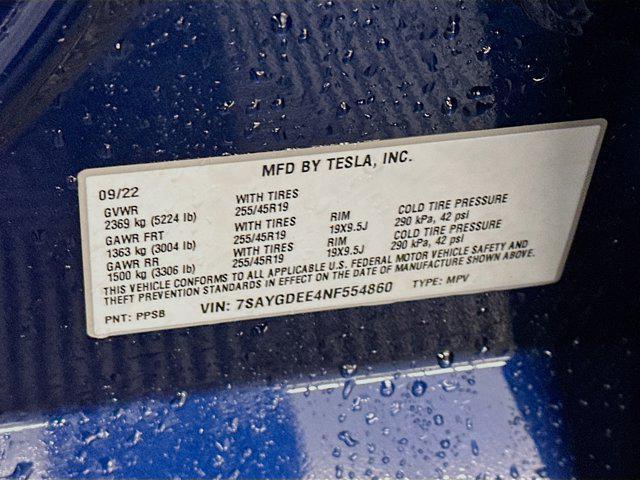 MFD BY TESLA, INC.
09/22
GVWR WITH TIRES RIM COLD TIRE PRESSURE
2369 kg (5224 lb) 255/45R19 19X9.5J 290 kPa, 42 psi
GAWR FRT WITH TIRES RIM COLD TIRE PRESSURE
1363 kg (3004 lb) 255/45R19 19X9.5J 290 kPa, 42 psi
GAWR RR WITH TIRES
1500 kg (3306 lb) 255/45R19
THIS VEHICLE CONFORMS TO ALL APPLICABLE U.S. FEDERAL MOTOR VEHICLE SAFETY AND
THEFT PREVENTION STANDARDS IN EFFECT ON THE DATE OF MANUFACTURE SHOWN ABOVE.
PNT: PPSB VIN: 7SAYGDEE4NF554860 TYPE: MPV